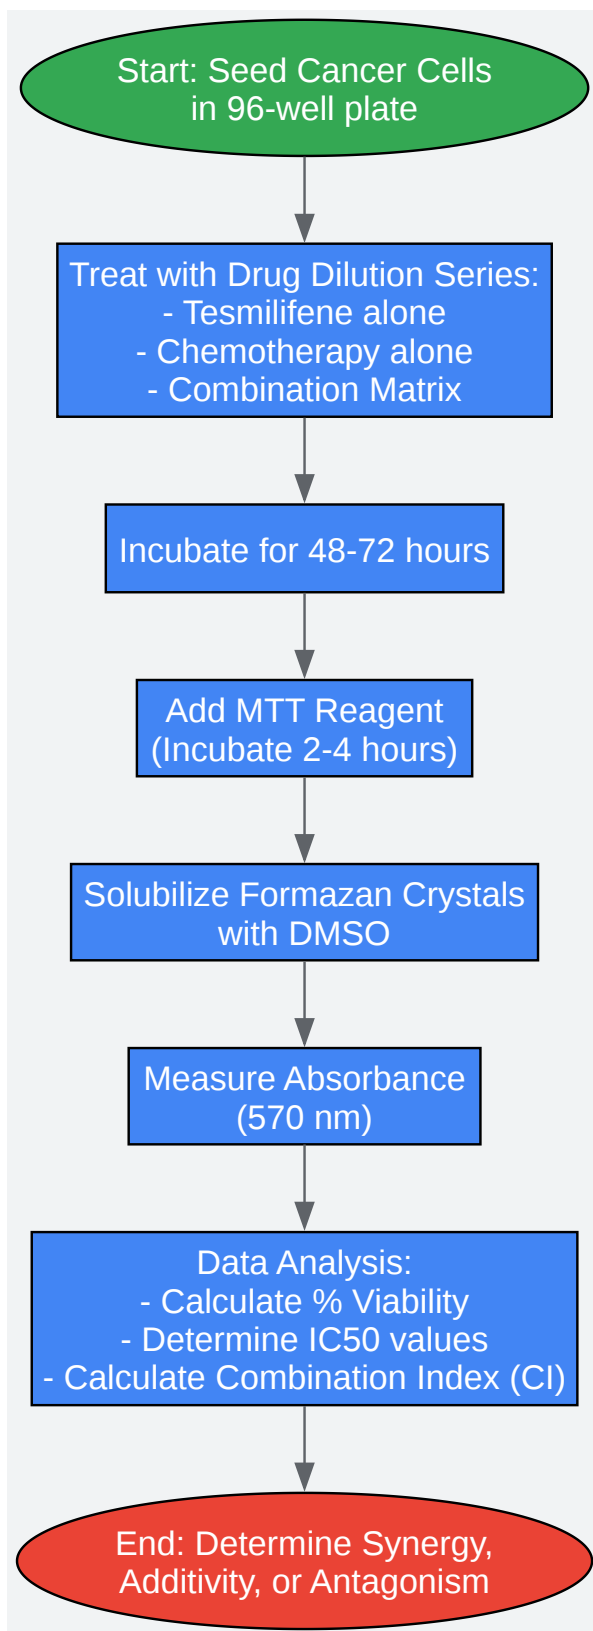 Start: Seed Cancer Cells
in 96-well plate
Treat with Drug Dilution Series:
- Tesmilifene alone
- Chemotherapy alone
- Combination Matrix
Incubate for 48-72 hours
Add MTT Reagent
(Incubate 2-4 hours)
Solubilize Formazan Crystals
with DMSO
Measure Absorbance
(570 nm)
Data Analysis:
- Calculate % Viability
- Determine IC50 values
- Calculate Combination Index (CI)
End: Determine Synergy,
Additivity, or Antagonism